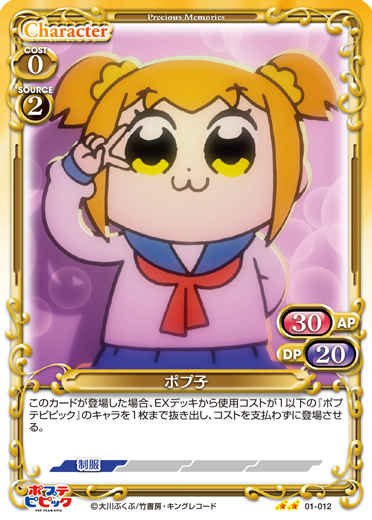 Precious Memories
Character
COST
0
SOURCE
2
30 AP
DP 20
ポプ子
このカードが登場した場合、EXデッキから使用コストが1以下の『ポプ
テピピック』のキャラを1枚まで抜き出し、コストを支払わずに登場させ
る。
制服
ポプテ
ピピック
POP TEAM EPIC
©大川ぶくぶ/竹書房・キングレコード
★★ 01-012